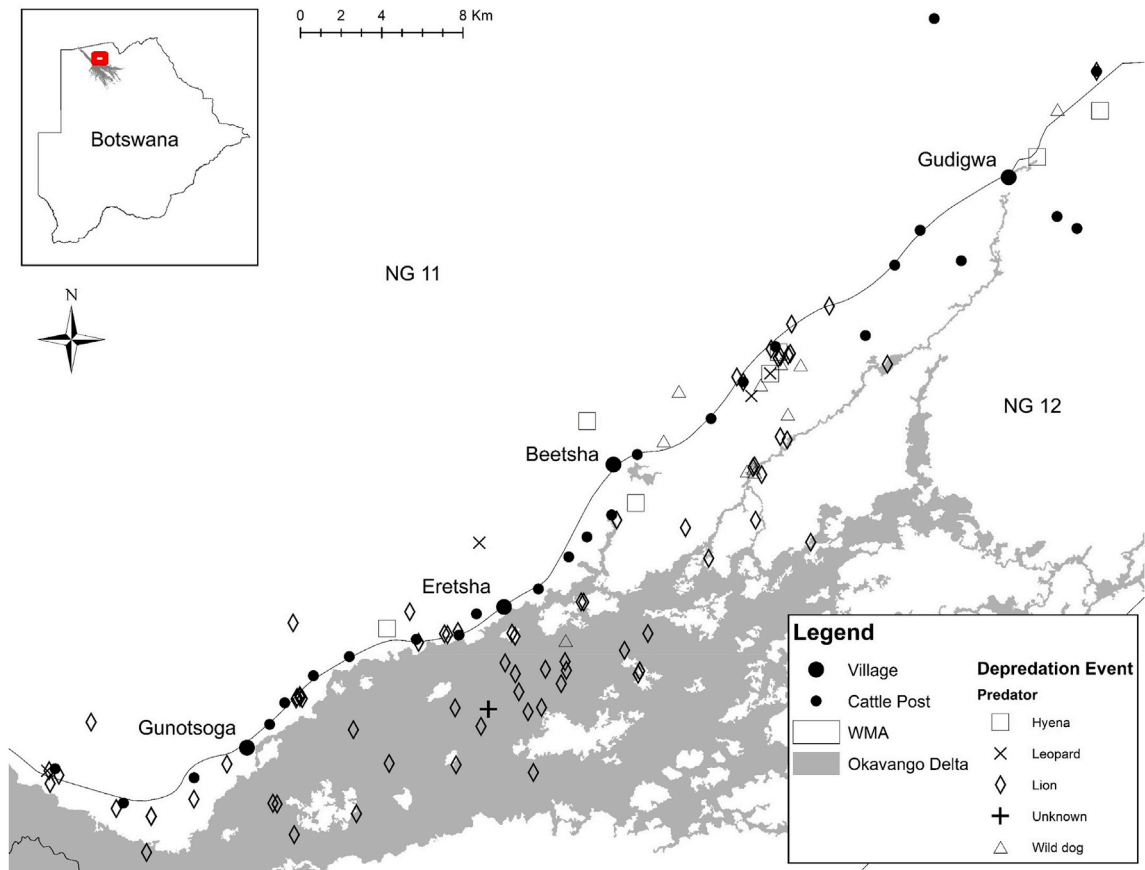 0 2 4 8 Km
Botswana
N
NG 11
Gudigwa
NG 12
Beetsha
Eretsha
Gunotsoga
Legend
Village
Cattle Post
WMA
Okavango Delta
Depredation Event
Predator
Hyena
Leopard
Lion
Unknown
Wild dog